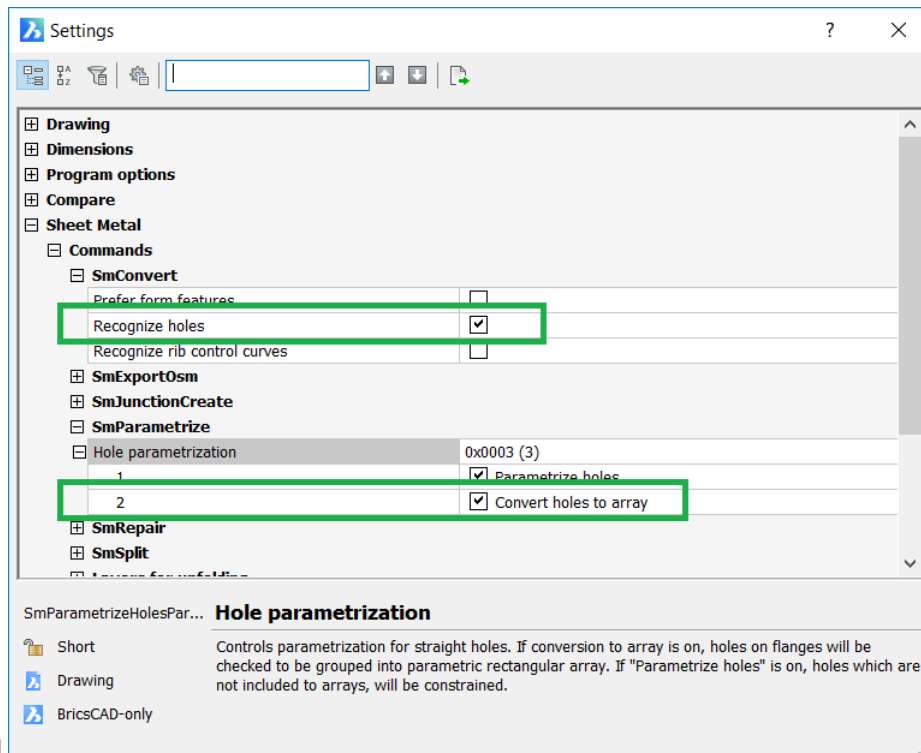 Settings
?
Drawing
Dimensions
Program options
Compare
Sheet Metal
Commands
SmConvert
Prefer form features
Recognize holes
Recognize rib control curves
SmExportOsm
SmJunctionCreate
SmParametrize
Hole parametrization 0x0003 (3)
1 Parametrize holes
2 Convert holes to array
SmRepair
SmSplit
Layers for unfolding
SmParametrizeHolesPar... Hole parametrization
Short Controls parametrization for straight holes. If conversion to array is on, holes on flanges will be
checked to be grouped into parametric rectangular array. If "Parametrize holes" is on, holes which are
Drawing not included to arrays, will be constrained.
BricsCAD-only